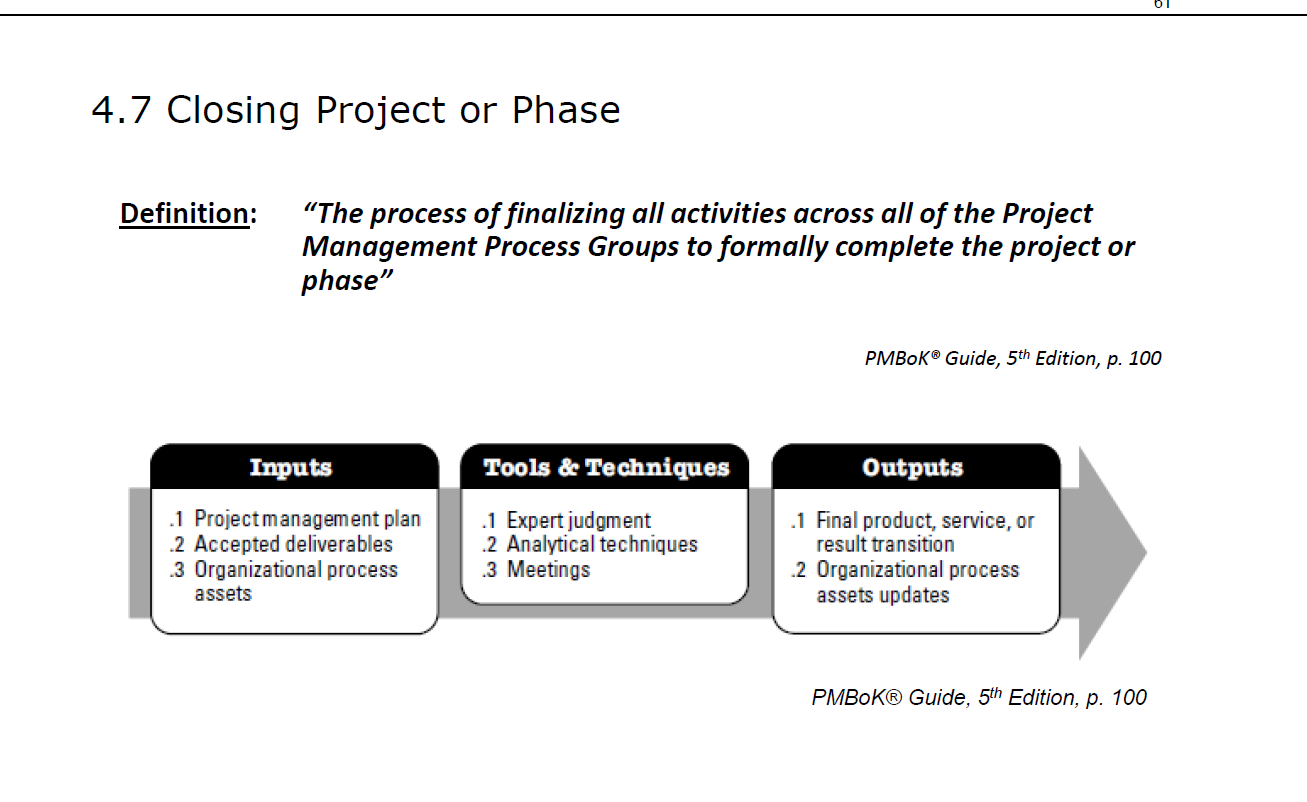 61
4.7 Closing Project or Phase
Definition: “The process of finalizing all activities across all of the Project
Management Process Groups to formally complete the project or
phase”
PMBoK® Guide, 5th Edition, p. 100
Inputs
.1 Project management plan
.2 Accepted deliverables
.3 Organizational process
assets
Tools & Techniques
.1 Expert judgment
.2 Analytical techniques
.3 Meetings
Outputs
.1 Final product, service, or
result transition
.2 Organizational process
assets updates
PMBoK® Guide, 5th Edition, p. 100